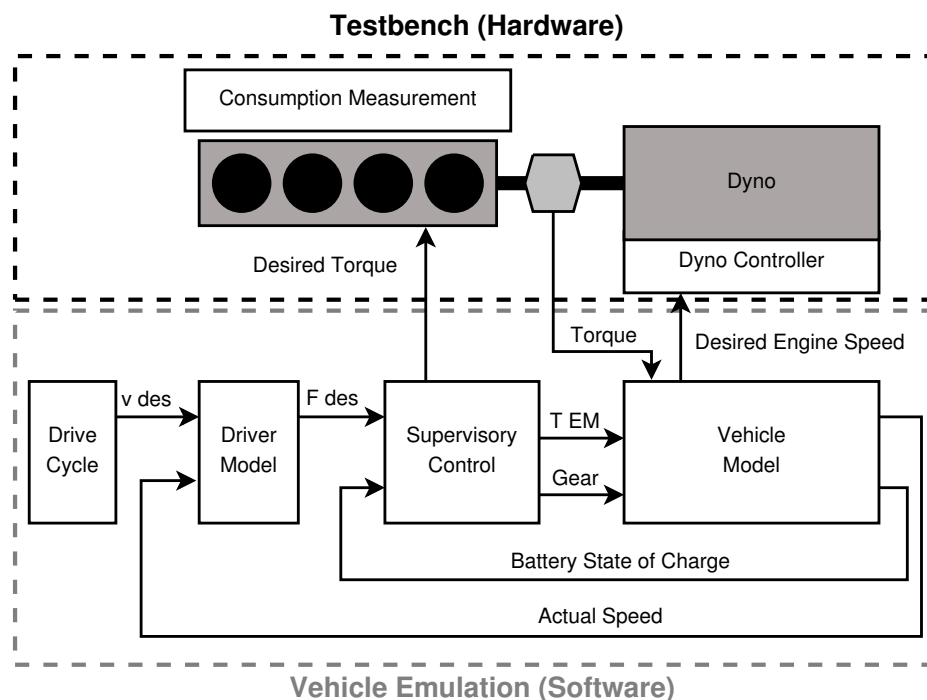 Testbench (Hardware)
Consumption Measurement
Dyno
Dyno Controller
Desired Torque
Torque
Desired Engine Speed
v des
F des
T EM
Gear
Drive
Cycle
Driver
Model
Supervisory
Control
Vehicle
Model
Battery State of Charge
Actual Speed
Vehicle Emulation (Software)